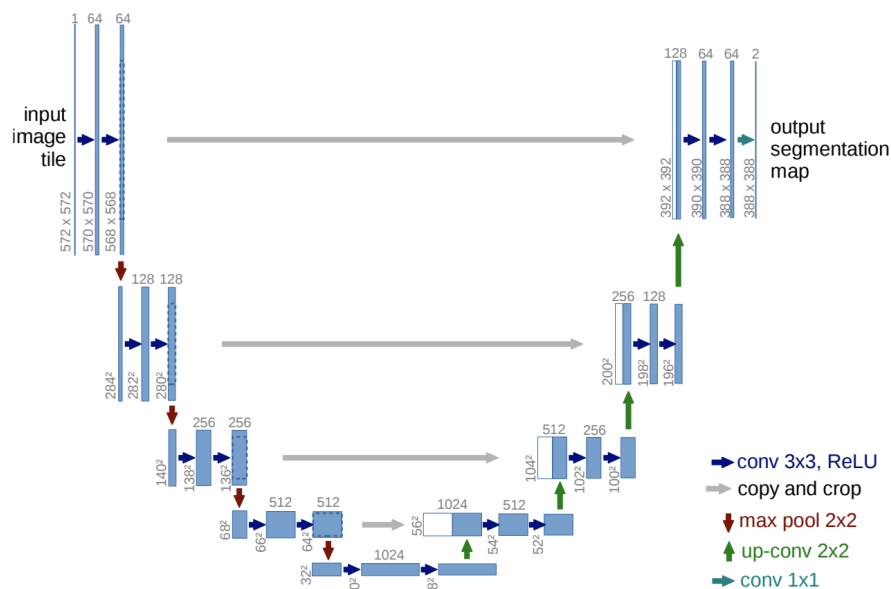 1 64 64
input
image
tile
572 x 572
570 x 570
568 x 568
128 64 64 2
output
segmentation
map
392 x 392
390 x 390
388 x 388
388 x 388
128 128
284²
282²
280²
256 128
200²
198²
196²
256 256
140²
138²
136²
512 256
104²
102²
100²
512 512
68²
66²
64²
1024 512
56²
54²
52²
1024
32²
0²
8²
conv 3x3, ReLU
copy and crop
max pool 2x2
up-conv 2x2
conv 1x1